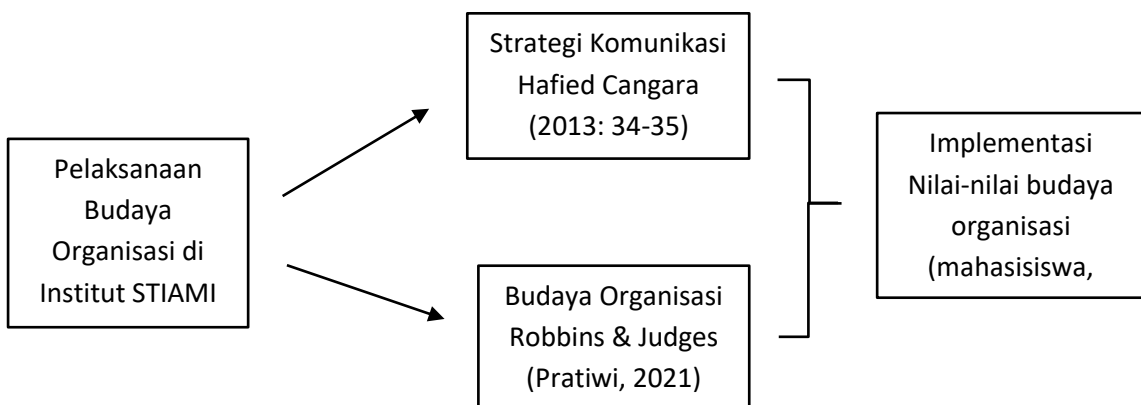 Pelaksanaan
Budaya
Organisasi di
Institut STIAMI
Strategi Komunikasi
Hafied Cangara
(2013: 34-35)
Budaya Organisasi
Robbins & Judges
(Pratiwi, 2021)
Implementasi
Nilai-nilai budaya
organisasi
(mahasisiswa,